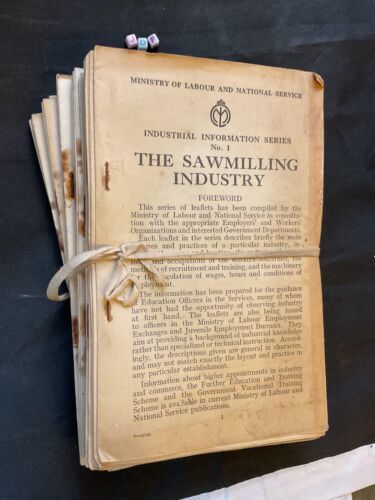 MINISTRY OF LABOUR AND NATIONAL SERVICE
INDUSTRIAL INFORMATION SERIES
No. 1
THE SAWMILLING
INDUSTRY
FOREWORD
This series of leaflets has been compiled by the
Ministry of Labour and National Service in consulta-
tion with the appropriate Employers' and Workers'
Organizations and interested Government Departments.
Each leaflet in the series describes briefly the main
features and practices of a particular industry, in-
and occupations of the workers concerned, the
methods of recruitment and training, and the machinery
for the regulation of wages, hours and conditions of
employment.
The information has been prepared for the guidance
of Education Officers in the Services, many of whom
have not had the opportunity of observing industry
at first hand. The leaflets are also being issued
to officers in the Ministry of Labour Employment
Exchanges and Juvenile Employment Bureaux. They
aim at providing a background of industrial knowledge
rather than specialized or technical instruction. Accord-
ingly, the descriptions given are general in character,
and may not match exactly the layout and practice in
any particular establishment.
Information about higher appointments in industry
and commerce, the Further Education and Training
Scheme and the Government Vocational Training
Scheme is available in current Ministry of Labour and
National Service publications.